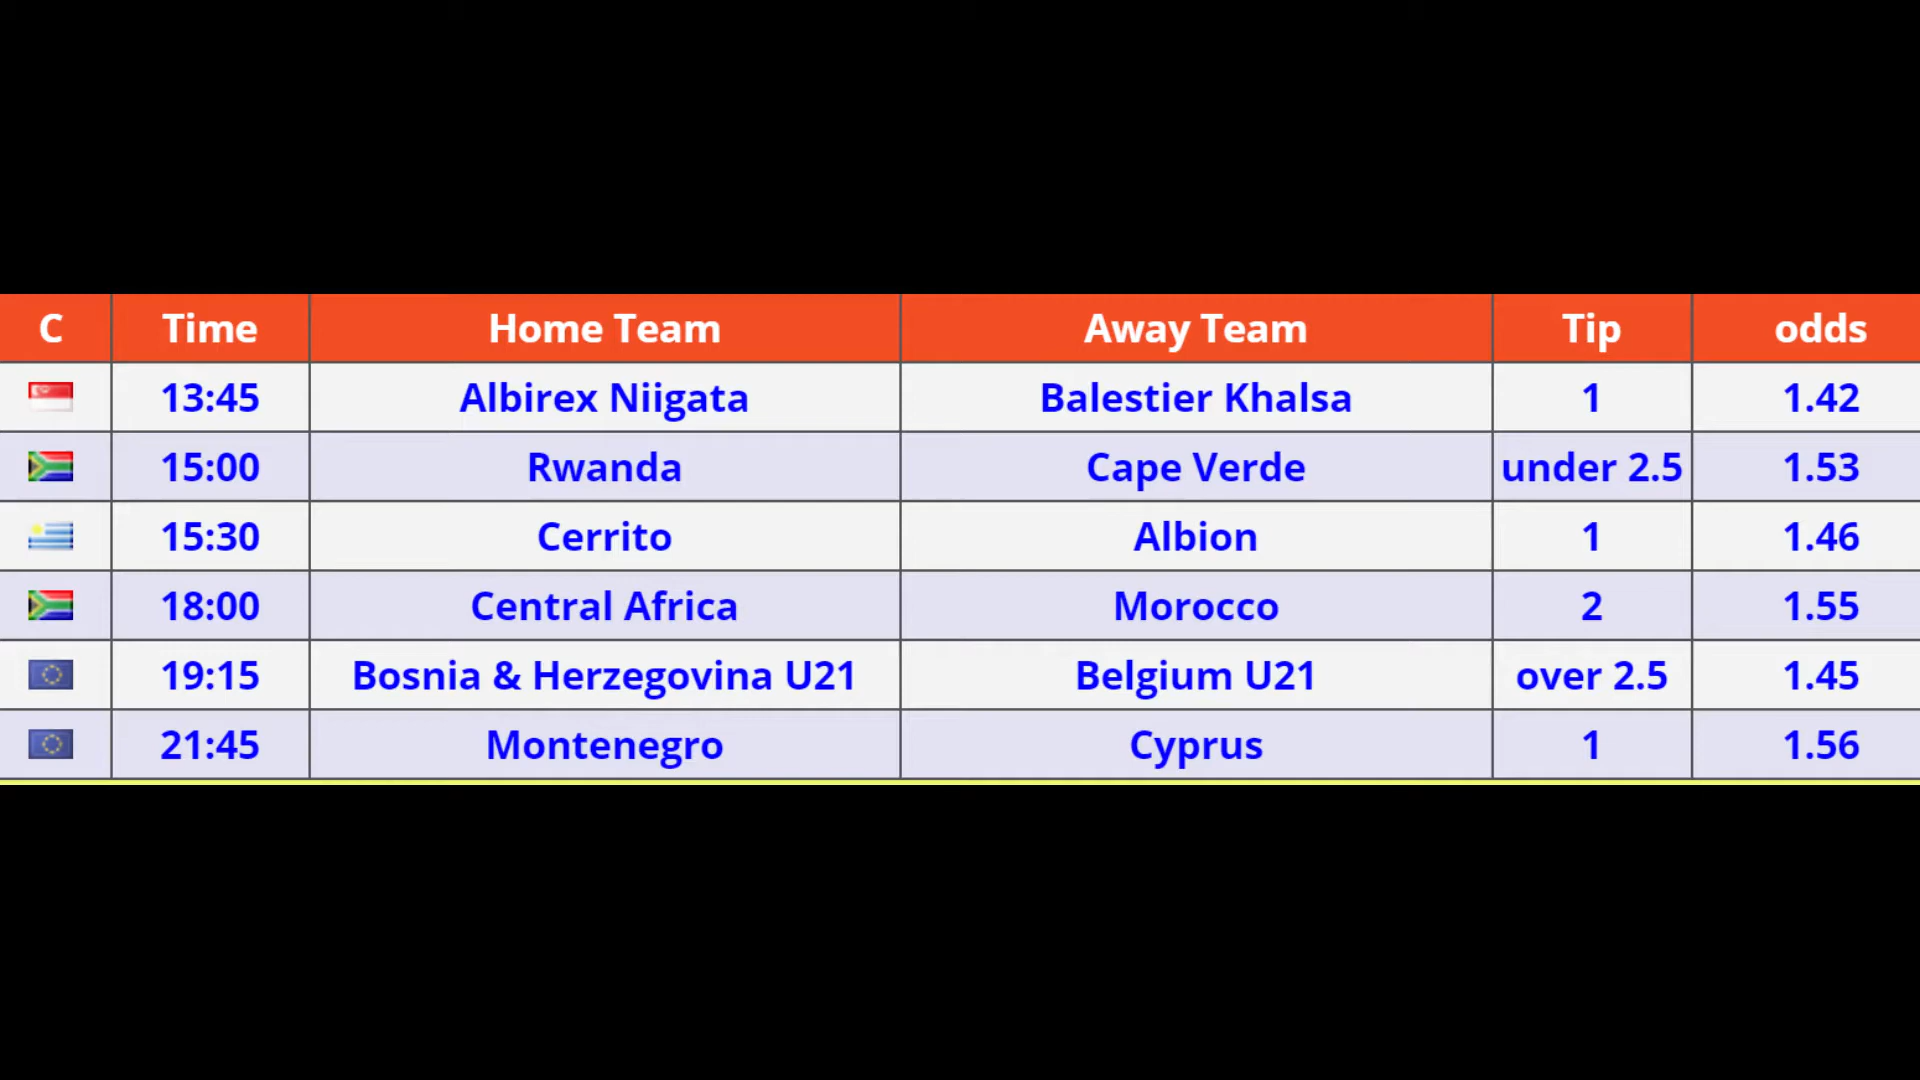 C Time Home Team Away Team Tip odds
13:45 Albirex Niigata Balestier Khalsa 1 1.42
15:00 Rwanda Cape Verde under 2.5 1.53
15:30 Cerrito Albion 1 1.46
18:00 Central Africa Morocco 2 1.55
19:15 Bosnia & Herzegovina U21 Belgium U21 over 2.5 1.45
21:45 Montenegro Cyprus 1 1.56